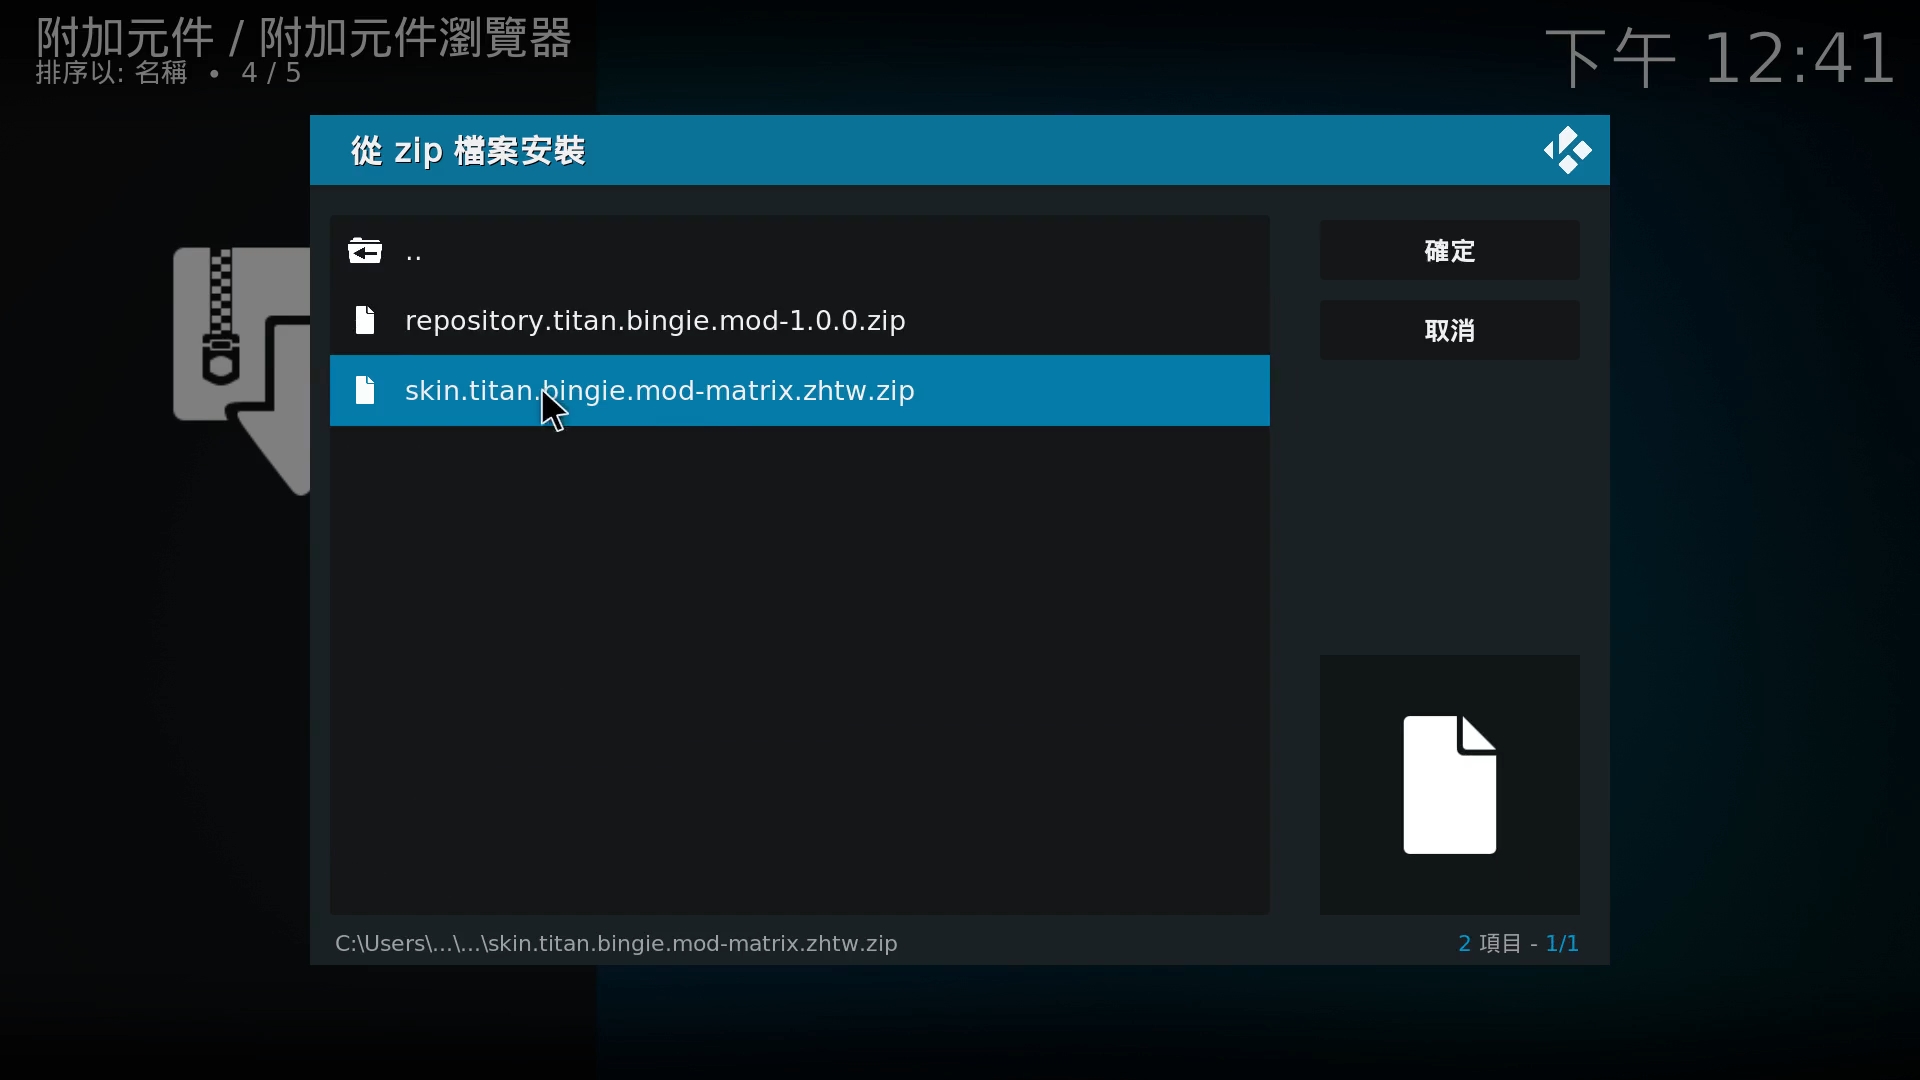 附加元件 / 附加元件瀏覽器
排序以: 名稱 • 4 / 5
下午 12:41
從 zip 檔案安裝
..
repository.titan.bingie.mod-1.0.0.zip
skin.titan.bingie.mod-matrix.zhtw.zip
確定
取消
C:\Users\...\...\skin.titan.bingie.mod-matrix.zhtw.zip
2 項目 - 1/1